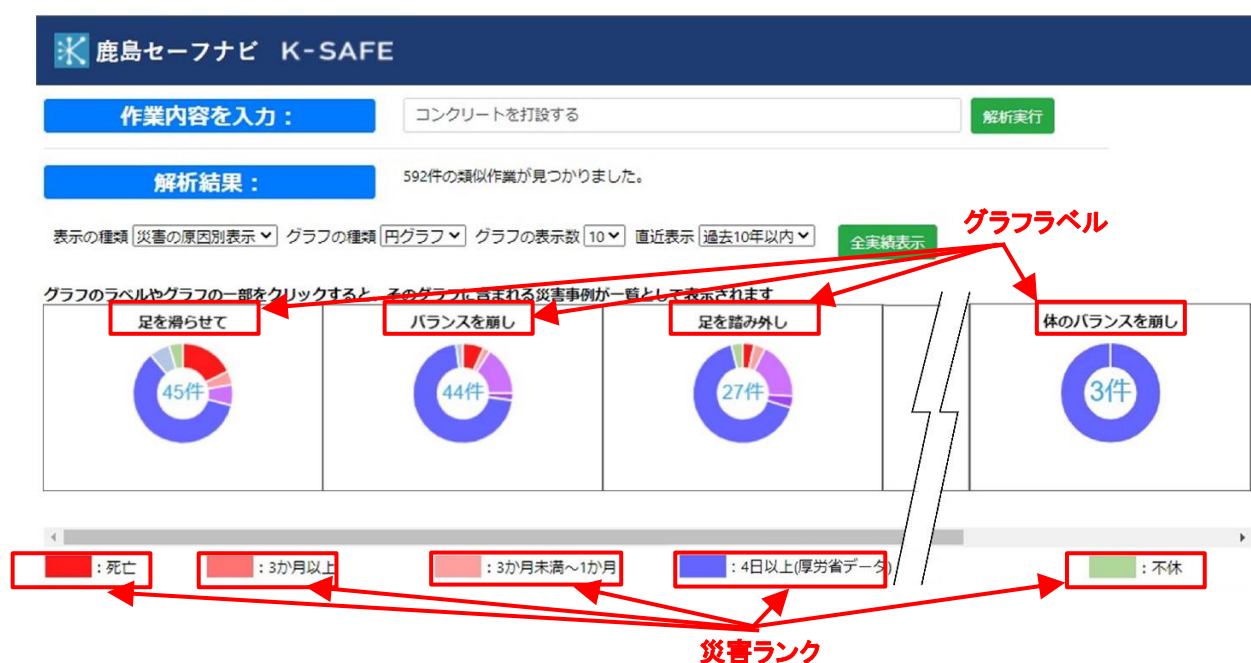 鹿島セーフナビ K-SAFE
作業内容を入力：
コンクリートを打設する
解析実行
解析結果：
592件の類似作業が見つかりました。
グラフラベル
表示の種類 災害の原因別表示 グラフの種類 円グラフ グラフの表示数 10 直近表示 過去10年以内 全実績表示
グラフのラベルやグラフの一部をクリックすると、そのグラフに含まれる災害事例が一覧として表示されます
足を滑らせて バランスを崩し 足を踏み外し 体のバランスを崩し
45件 44件 27件 3件
：死亡 ：3か月以上 ：3か月未満～1か月 ：4日以上(厚労省データ) ：不休
災害ランク